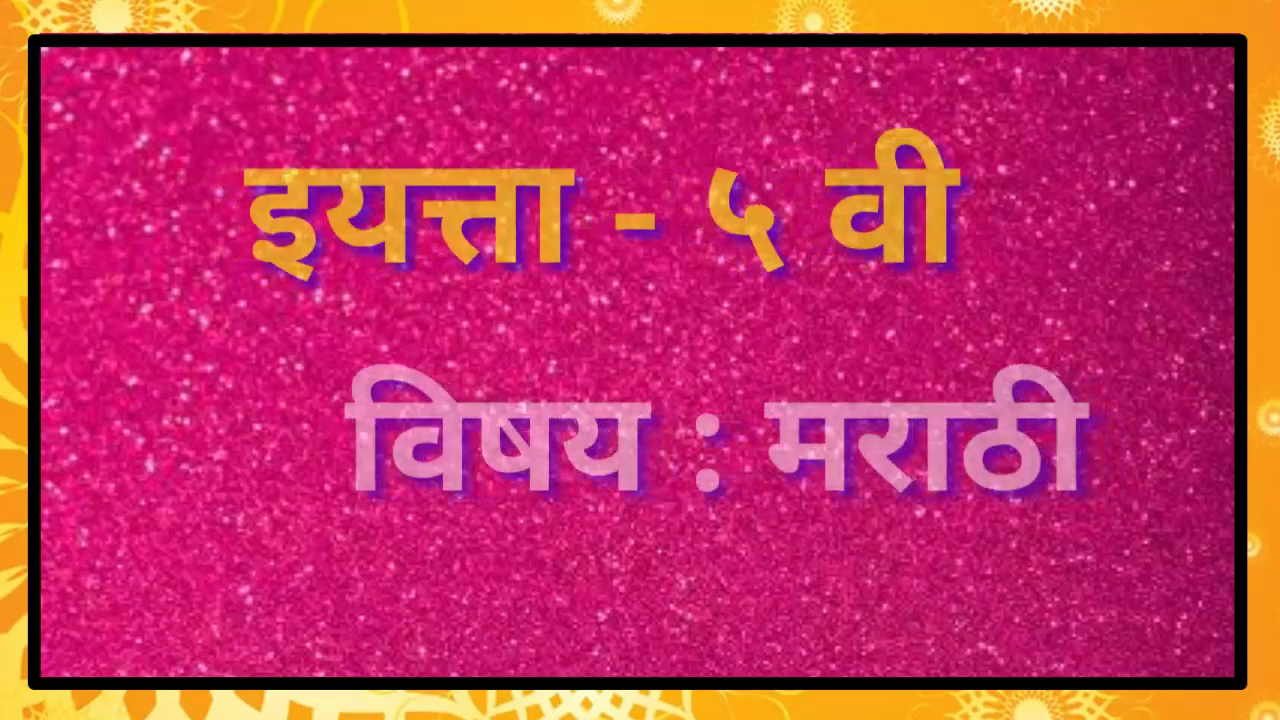 इयत्ता - ५ वी
विषय : मराठी